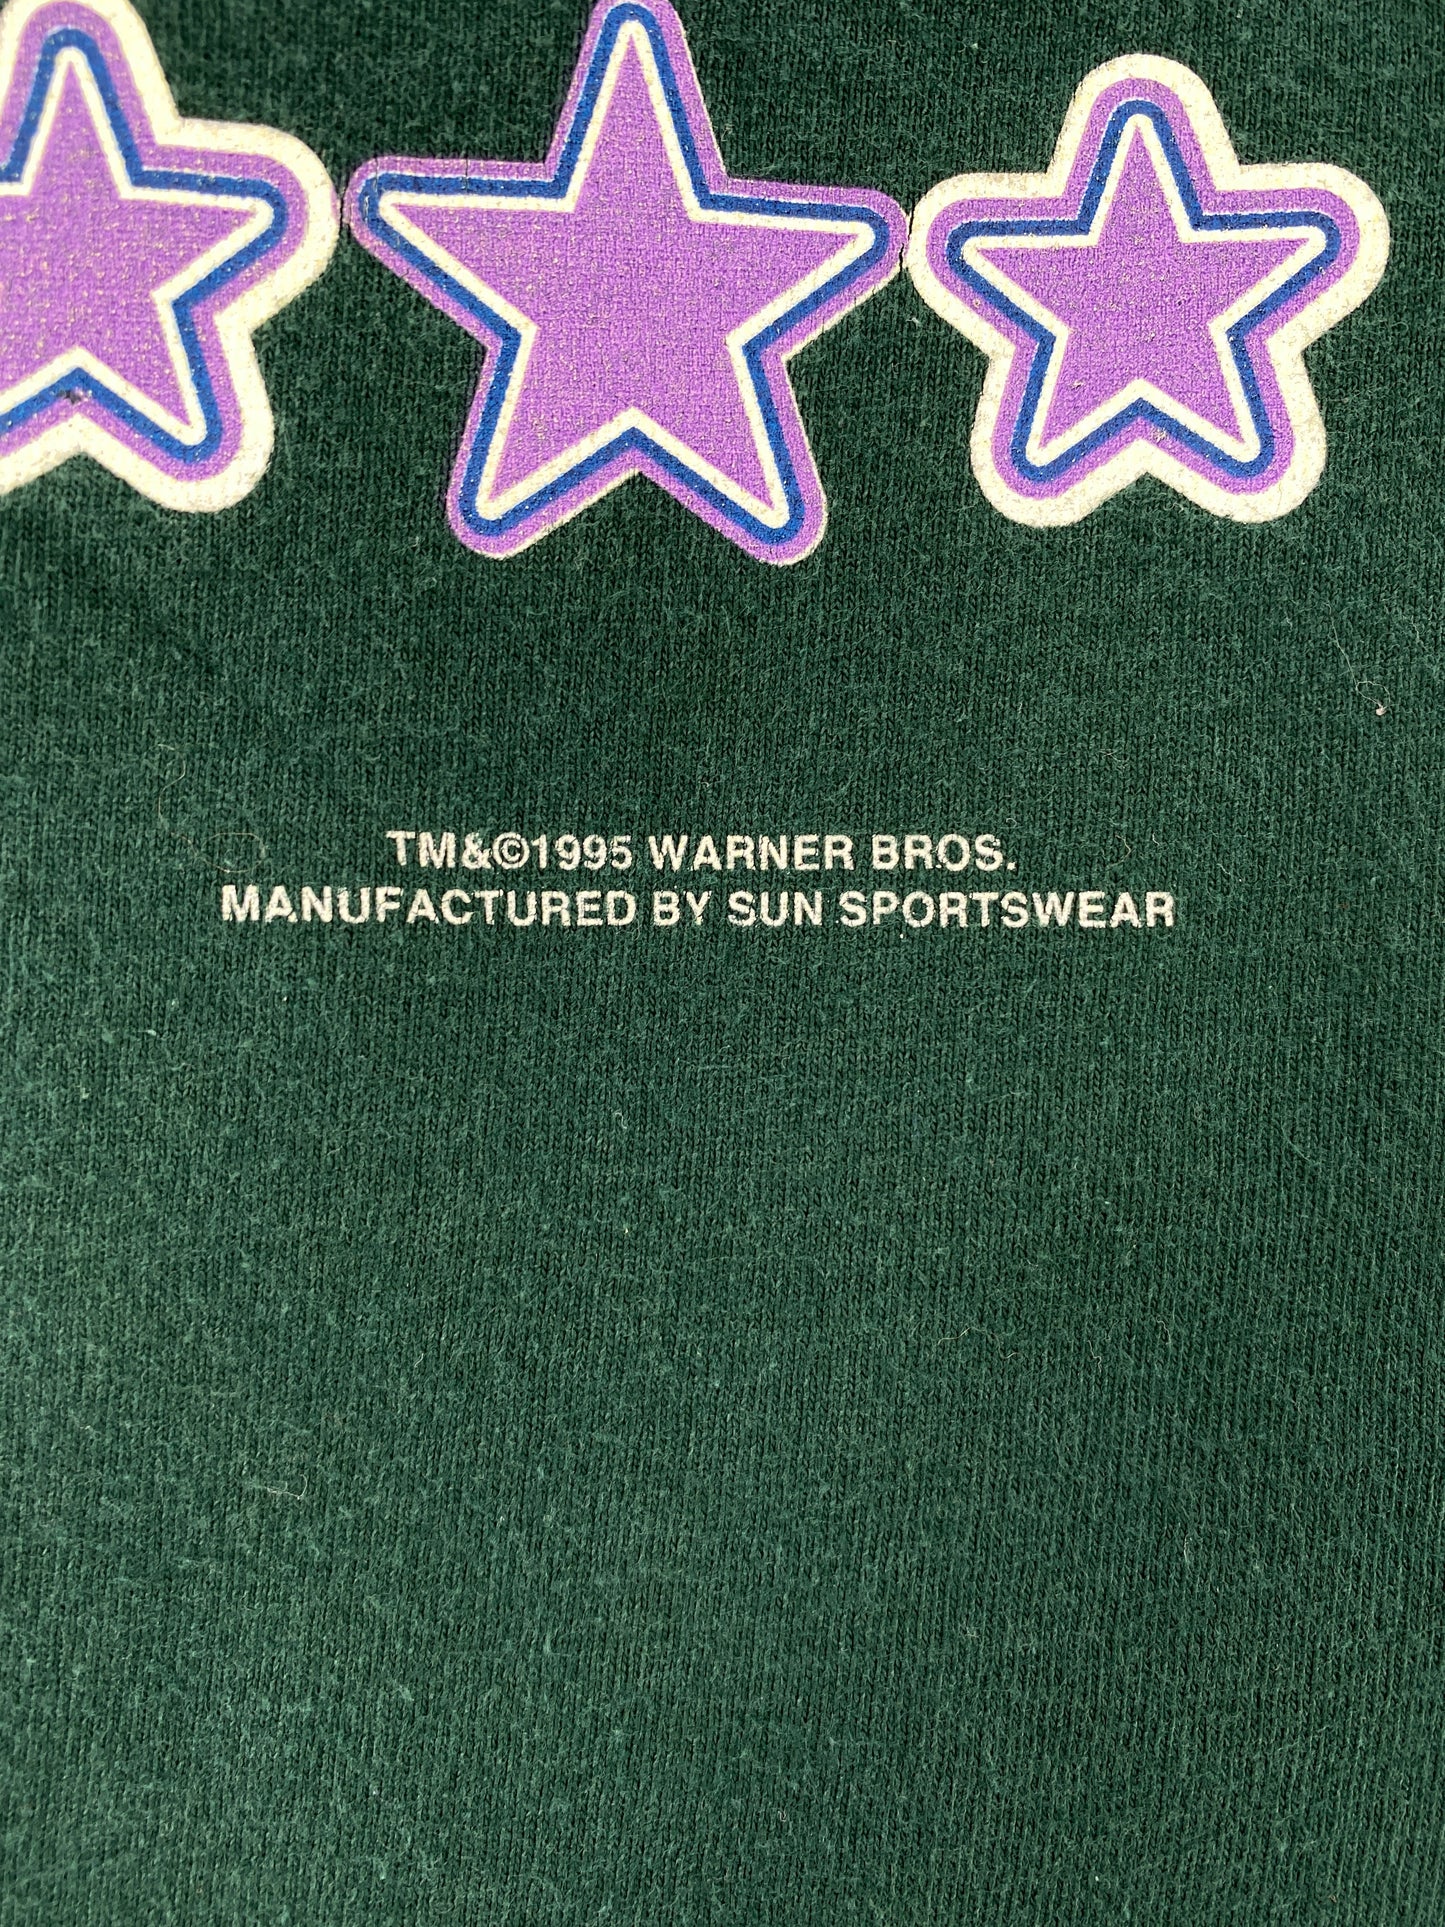 TM&©1995 WARNER BROS.
MANUFACTURED BY SUN SPORTSWEAR